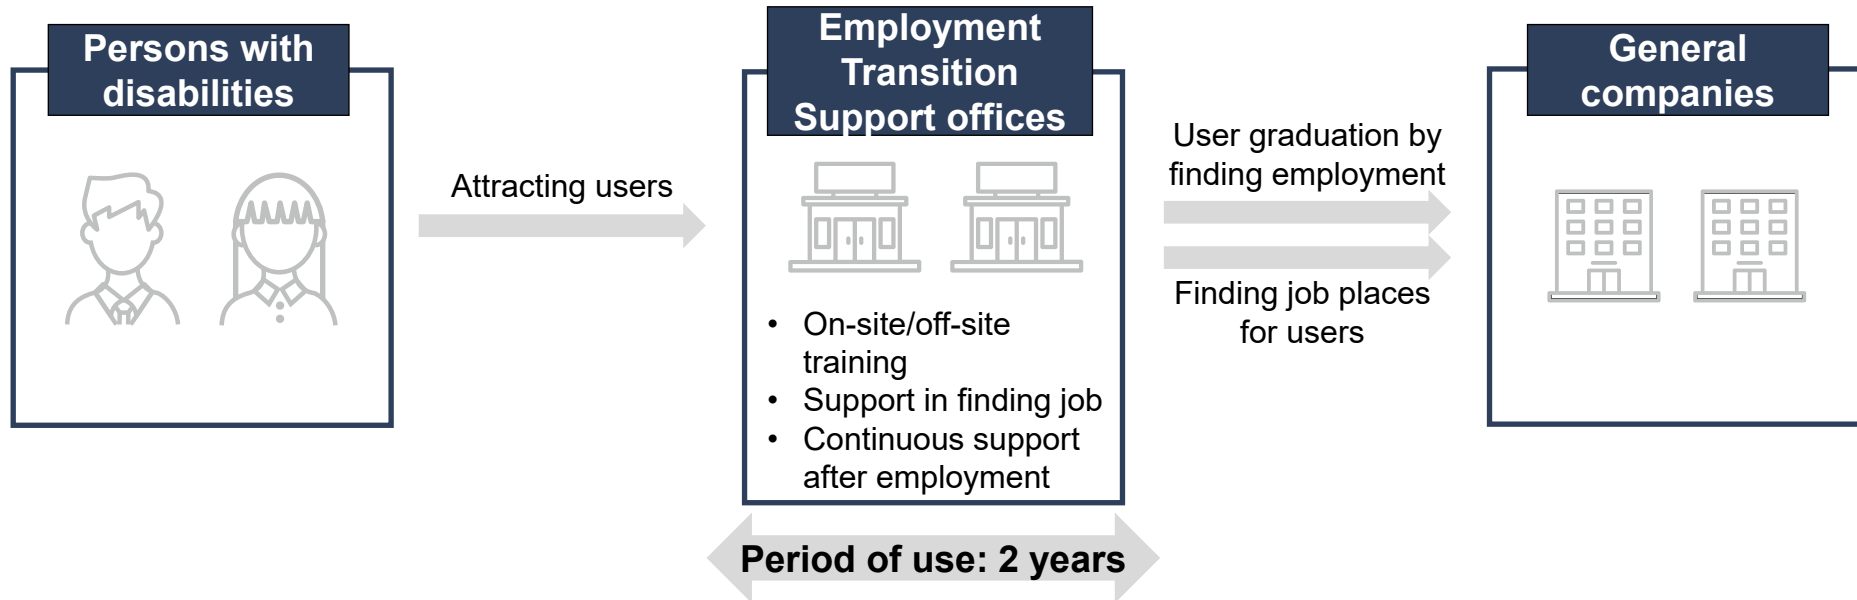 Persons with
disabilities
Attracting users
Employment
Transition
Support offices
• On-site/off-site
training
• Support in finding job
• Continuous support
after employment
Period of use: 2 years
User graduation by
finding employment
Finding job places
for users
General
companies